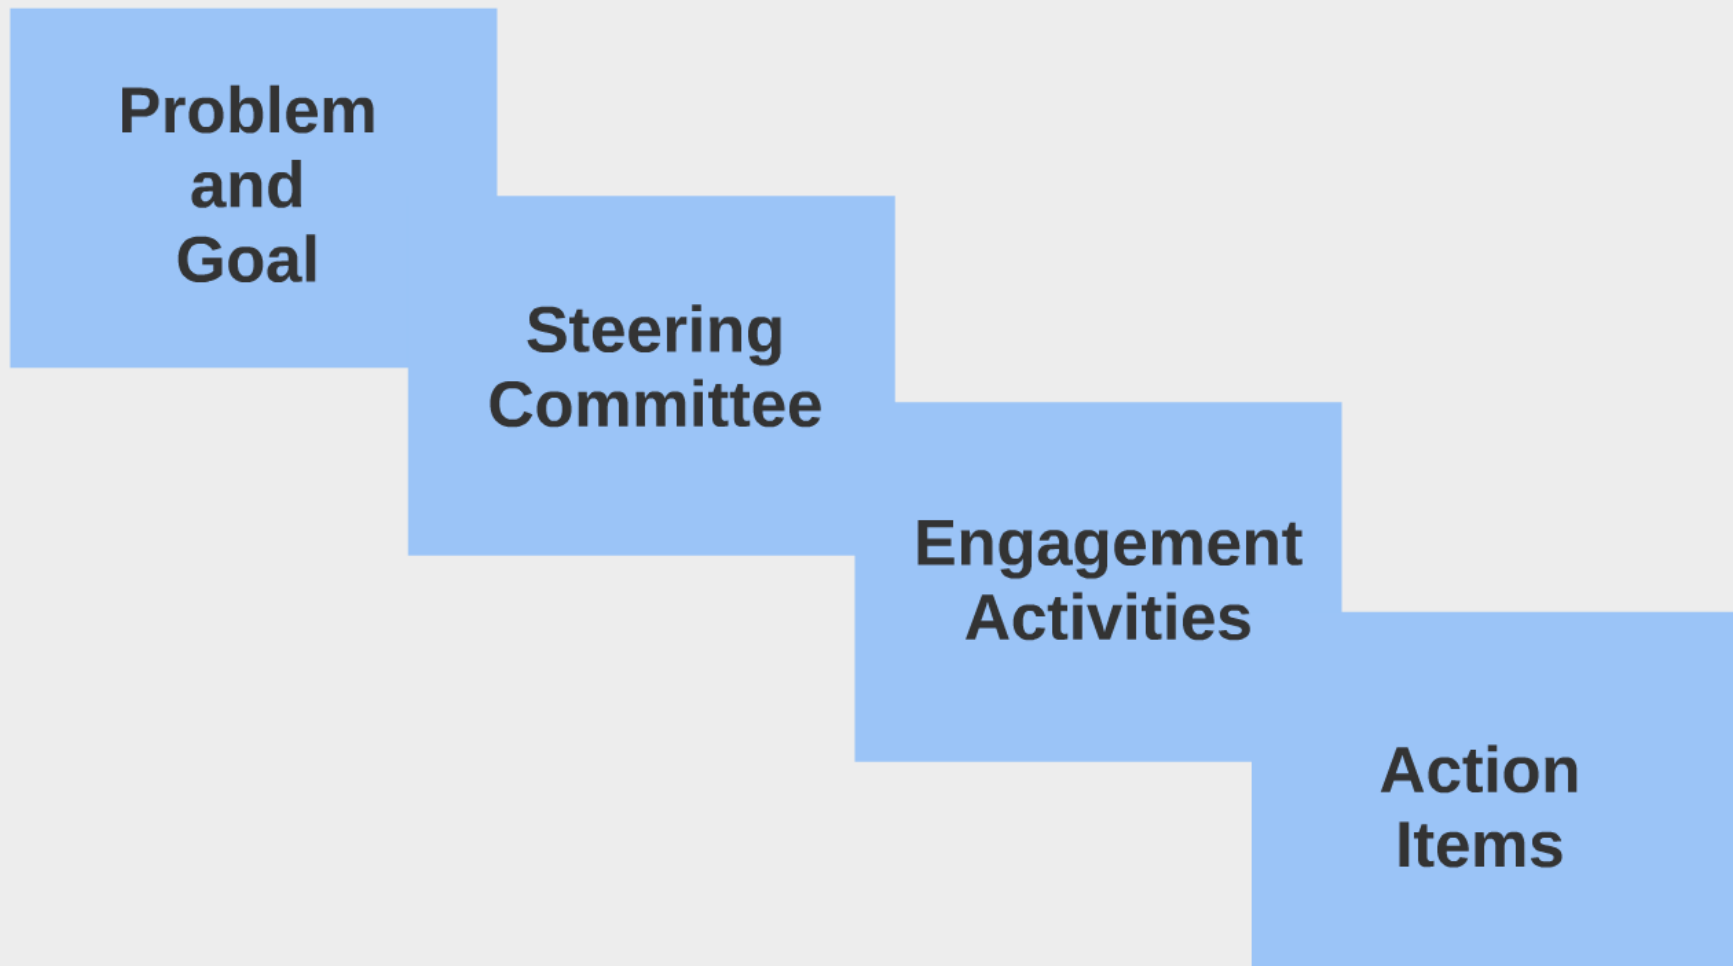 Problem
and
Goal
Steering
Committee
Engagement
Activities
Action
Items